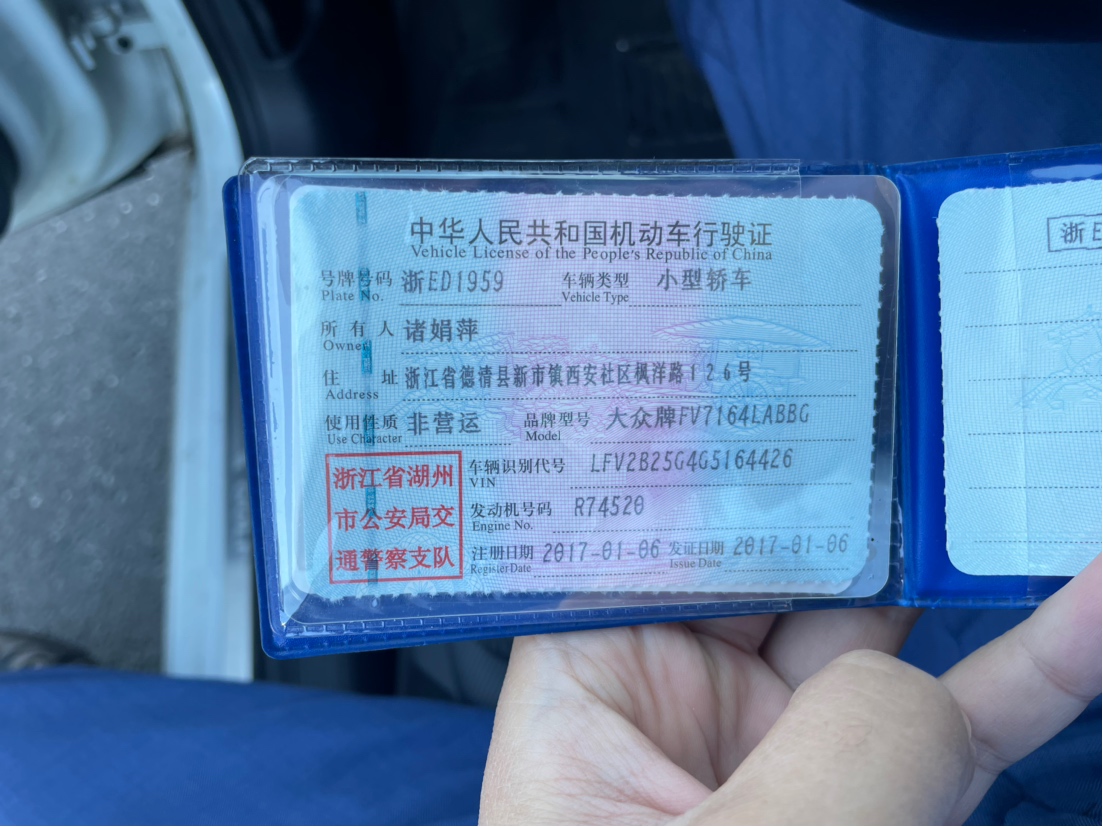 中华人民共和国机动车行驶证
Vehicle License of the People's Republic of China
号牌号码 浙ED1959 车辆类型 小型轿车
Plate No. Vehicle Type
所有人 诸娟萍
Owner
住址 浙江省德清县新市镇西安社区枫洋路126号
Address
使用性质 非营运 品牌型号 大众牌FV7164LABBG
Use Character Model
浙江省湖州
市公安局交
通警察支队
车辆识别代号 LFV2B25G4G5164426
VIN
发动机号码 R74520
Engine No.
注册日期 2017-01-06 发证日期 2017-01-06
Register Date Issue Date
浙E